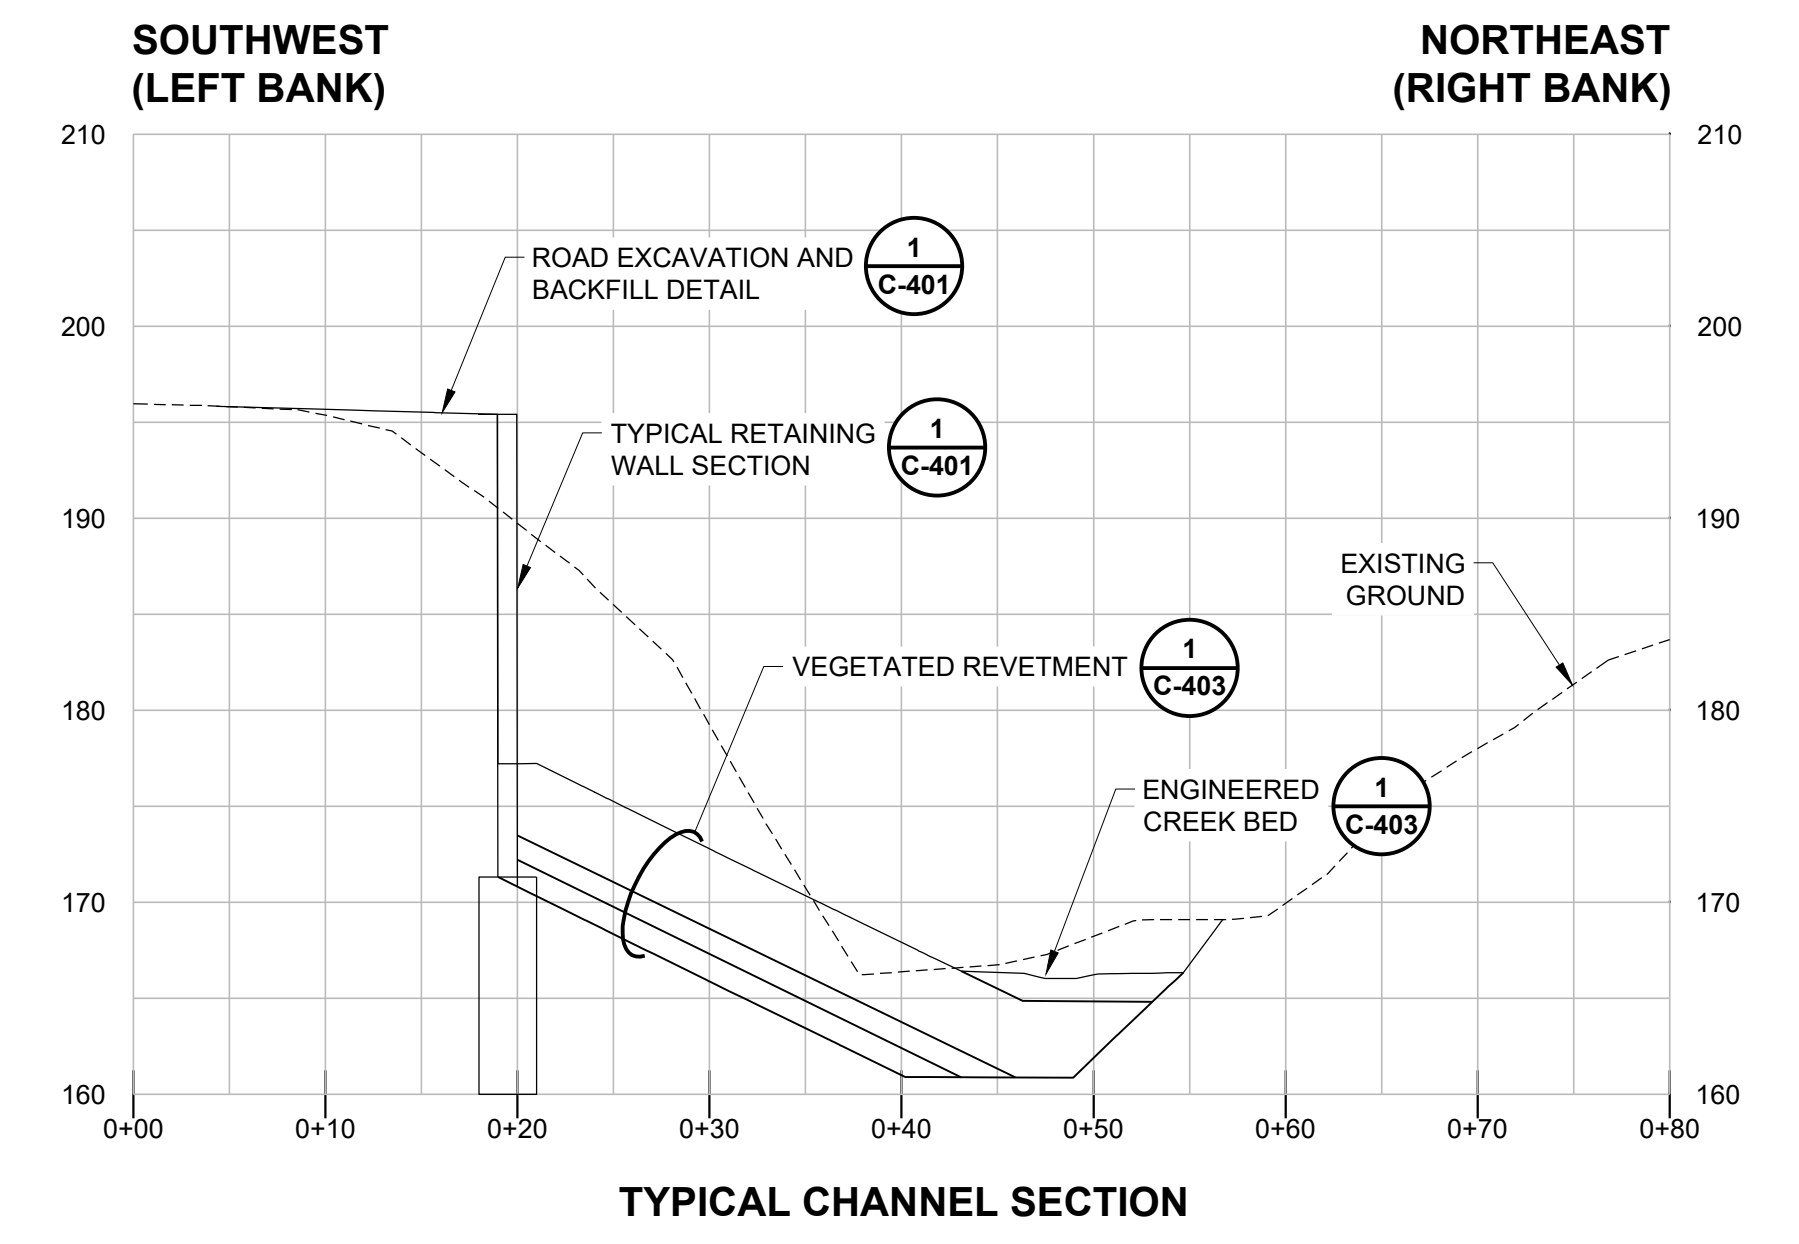 SOUTHWEST
(LEFT BANK)
NORTHEAST
(RIGHT BANK)
210
210
ROAD EXCAVATION AND
BACKFILL DETAIL
1
C-401
200
200
TYPICAL RETAINING
WALL SECTION
1
C-401
190
190
EXISTING
GROUND
VEGETATED REVETMENT
1
C-403
180
180
ENGINEERED
CREEK BED
1
C-403
170
170
160
160
0+00 0+10 0+20 0+30 0+40 0+50 0+60 0+70 0+80
TYPICAL CHANNEL SECTION